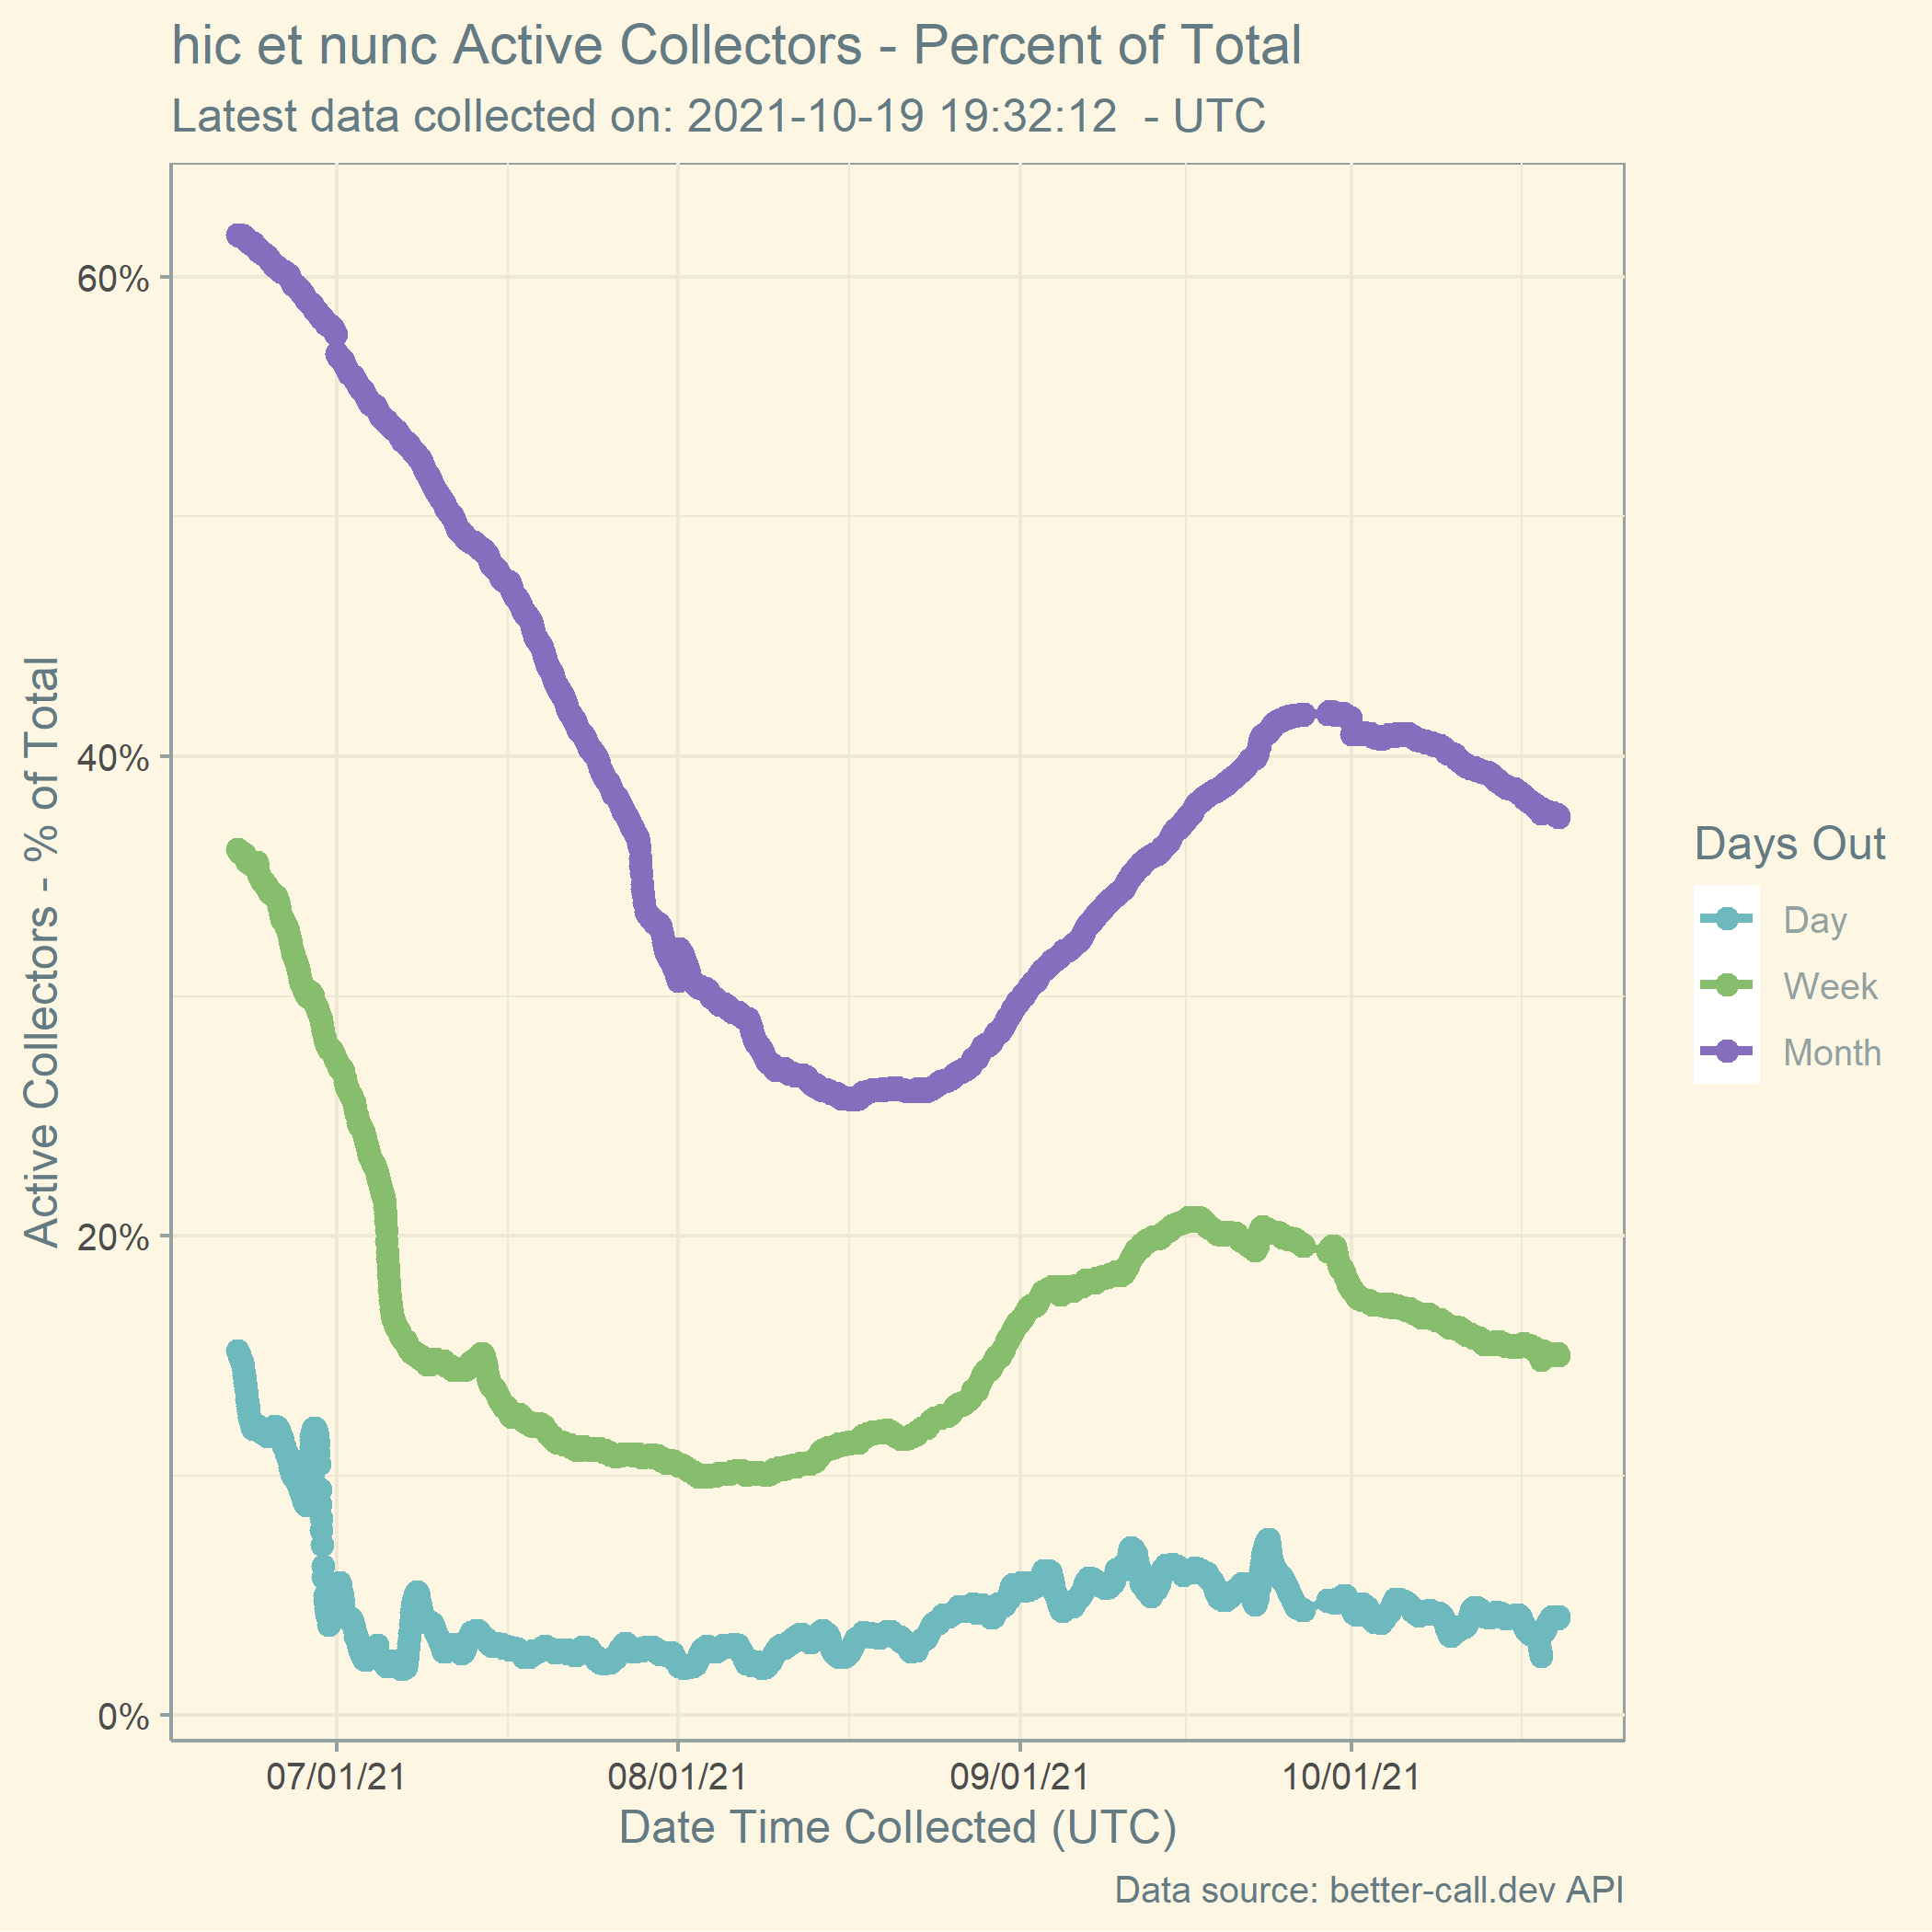 hic et nunc Active Collectors - Percent of Total
Latest data collected on: 2021-10-19 19:32:12  - UTC
Active Collectors - % of Total
60%
40%
20%
0%
07/01/21
08/01/21
09/01/21
10/01/21
Date Time Collected (UTC)
Days Out
Day
Week
Month
Data source: better-call.dev API